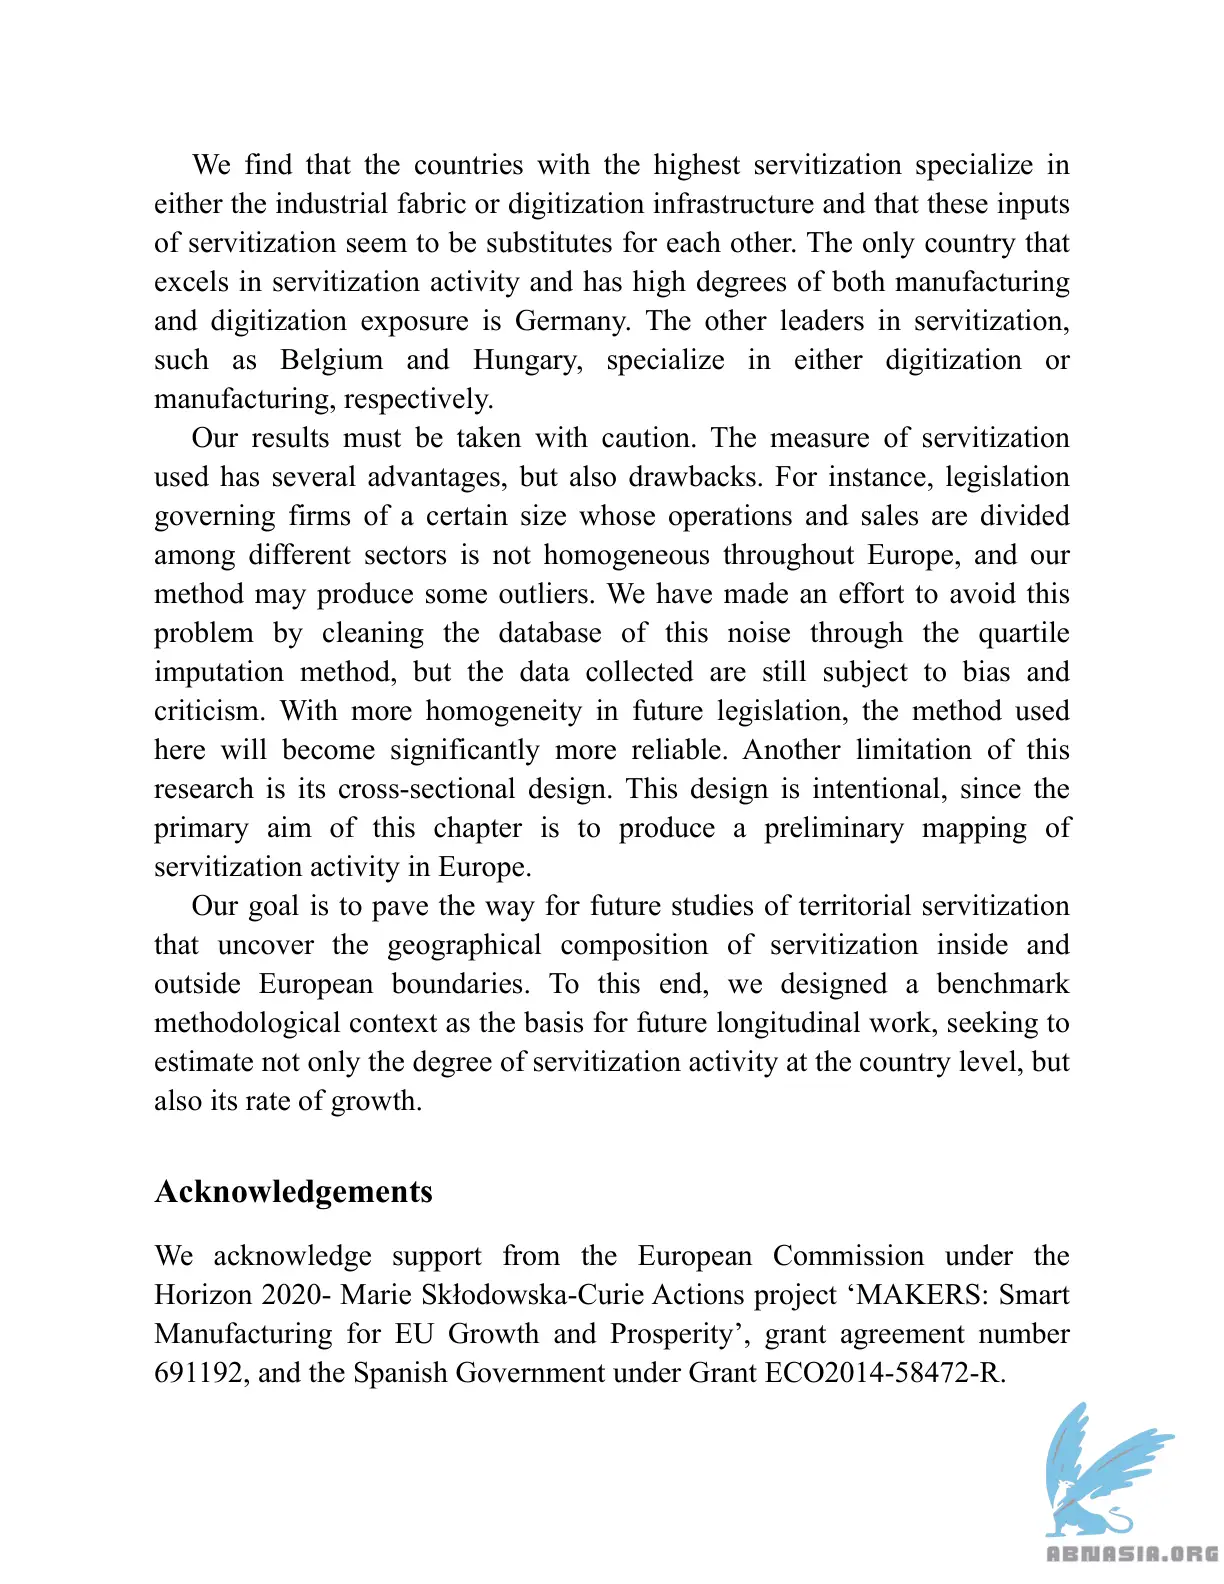 We find that the countries with the highest servitization specialize in
either the industrial fabric or digitization infrastructure and that these inputs
of servitization seem to be substitutes for each other. The only country that
excels in servitization activity and has high degrees of both manufacturing
and digitization exposure is Germany. The other leaders in servitization,
such as Belgium and Hungary, specialize in either digitization or
manufacturing, respectively.
Our results must be taken with caution. The measure of servitization
used has several advantages, but also drawbacks. For instance, legislation
governing firms of a certain size whose operations and sales are divided
among different sectors is not homogeneous throughout Europe, and our
method may produce some outliers. We have made an effort to avoid this
problem by cleaning the database of this noise through the quartile
imputation method, but the data collected are still subject to bias and
criticism. With more homogeneity in future legislation, the method used
here will become significantly more reliable. Another limitation of this
research is its cross-sectional design. This design is intentional, since the
primary aim of this chapter is to produce a preliminary mapping of
servitization activity in Europe.
Our goal is to pave the way for future studies of territorial servitization
that uncover the geographical composition of servitization inside and
outside European boundaries. To this end, we designed a benchmark
methodological context as the basis for future longitudinal work, seeking to
estimate not only the degree of servitization activity at the country level, but
also its rate of growth.
Acknowledgements
We acknowledge support from the European Commission under the
Horizon 2020- Marie Skłodowska-Curie Actions project ‘MAKERS: Smart
Manufacturing for EU Growth and Prosperity’, grant agreement number
691192, and the Spanish Government under Grant ECO2014-58472-R.
ABNASIA.ORG